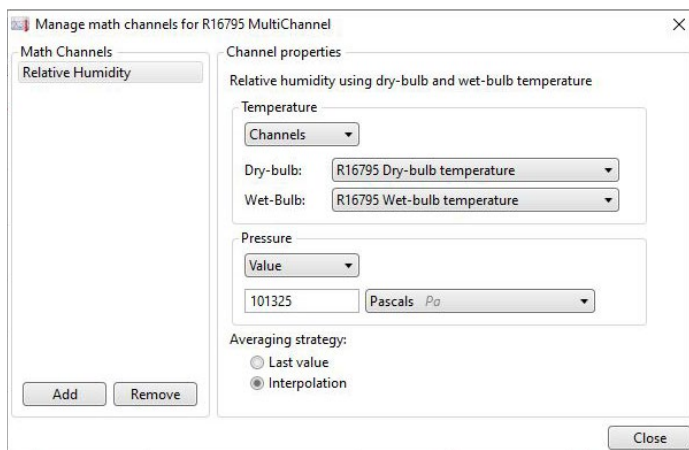 Manage math channels for R16795 MultiChannel
Math Channels
Relative Humidity
Add
Remove
Channel properties
Relative humidity using dry-bulb and wet-bulb temperature
Temperature
Channels
Dry-bulb: R16795 Dry-bulb temperature
Wet-Bulb: R16795 Wet-bulb temperature
Pressure
Value
101325 Pascals Pa
Averaging strategy:
Last value
Interpolation
Close